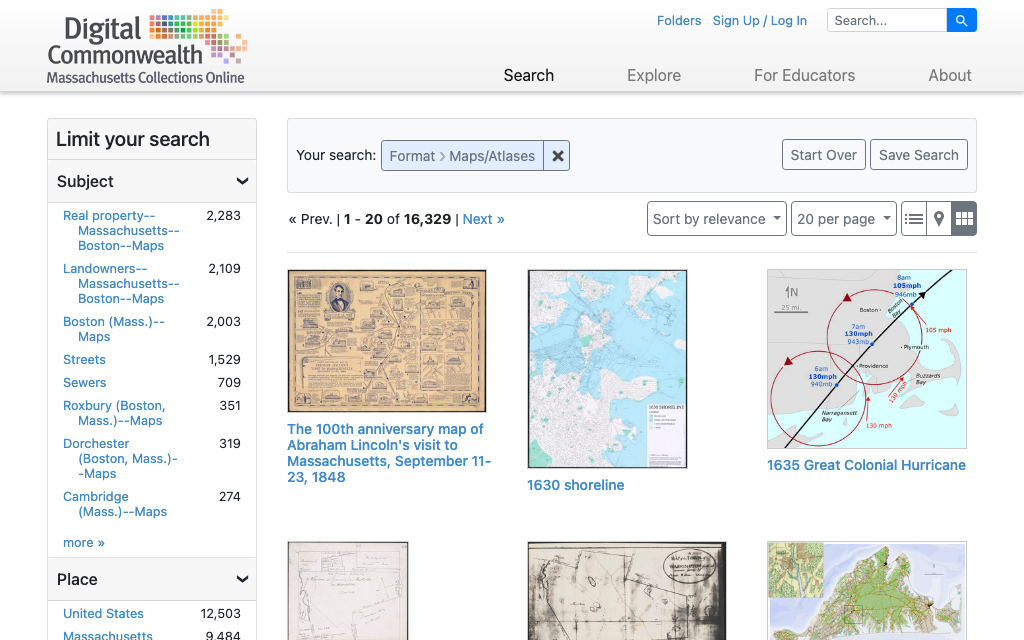 Digital
Commonwealth
Massachusetts Collections Online
Folders Sign Up / Log In Search...
Search Explore For Educators About
Limit your search
Subject
Real property-- 2,283
Massachusetts--
Boston--Maps
Landowners-- 2,109
Massachusetts--
Boston--Maps
Boston (Mass.)-- 2,003
Maps
Streets 1,529
Sewers 709
Roxbury (Boston, 351
Mass.)--Maps
Dorchester 319
(Boston, Mass.)-
-Maps
Cambridge 274
(Mass.)--Maps
more »
Place
United States 12,503
Massachusetts 9,484
Your search: Format Maps/Atlases
Start Over Save Search
« Prev. | 1 - 20 of 16,329 | Next »
Sort by relevance 20 per page
The 100th anniversary map of
Abraham Lincoln's visit to
Massachusetts, September 11-
23, 1848
1630 SHORELINE
1630 shoreline
N
25 mi.
8am
105mph
946mb
Boston
Boston
Bay
7am
130mph
943mb
105 mph
Plymouth
Providence
6am
130mph
940mb
130 mph
Buzzards
Bay
Narragansett
Bay
130 mph
1635 Great Colonial Hurricane